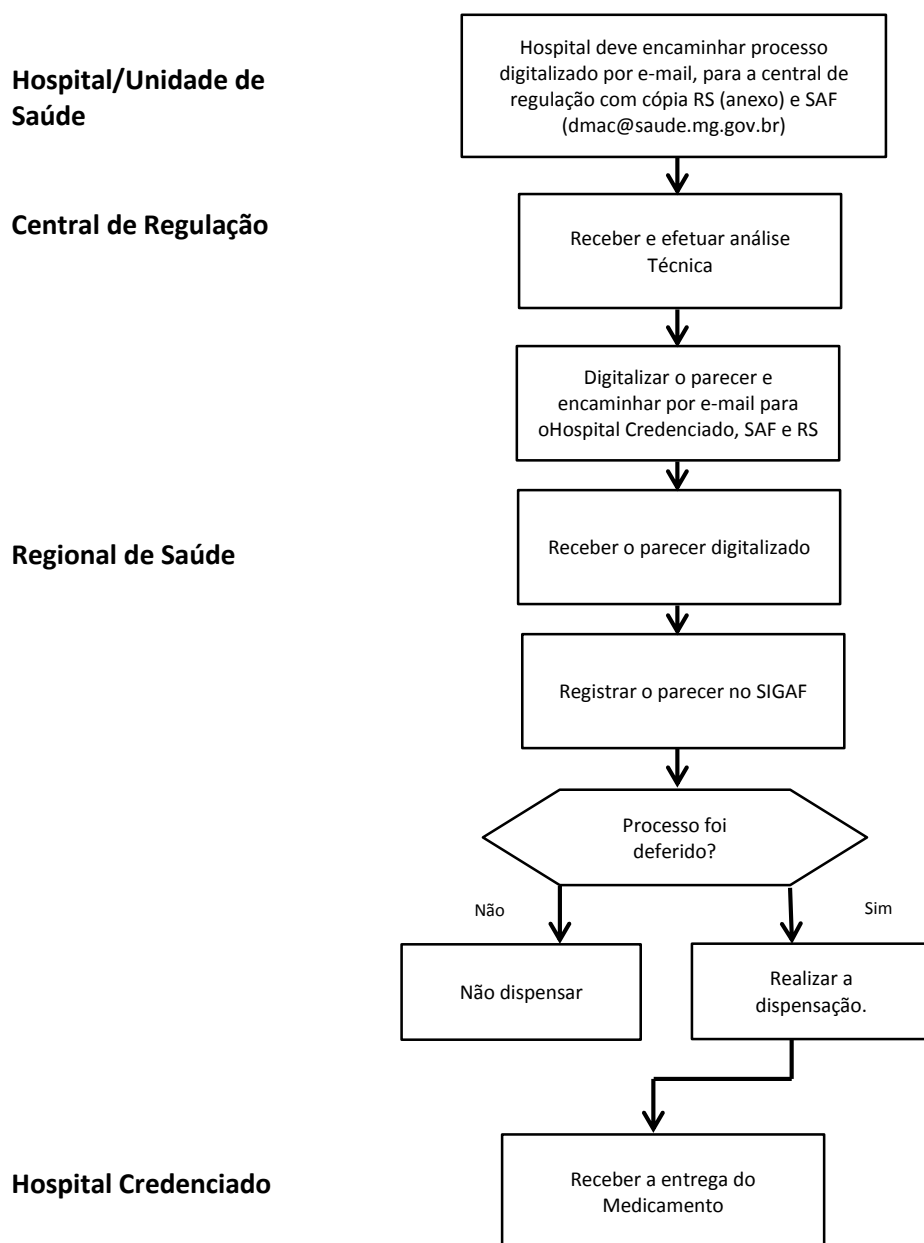 Hospital/Unidade de
Saúde
Hospital deve encaminhar processo
digitalizado por e-mail, para a central de
regulação com cópia RS (anexo) e SAF
(dmac@saude.mg.gov.br)
Central de Regulação
Receber e efetuar análise
Técnica
Digitalizar o parecer e
encaminhar por e-mail para
oHospital Credenciado, SAF e RS
Regional de Saúde
Receber o parecer digitalizado
Registrar o parecer no SIGAF
Processo foi
deferido?
Não
Sim
Não dispensar
Realizar a
dispensação.
Hospital Credenciado
Receber a entrega do
Medicamento